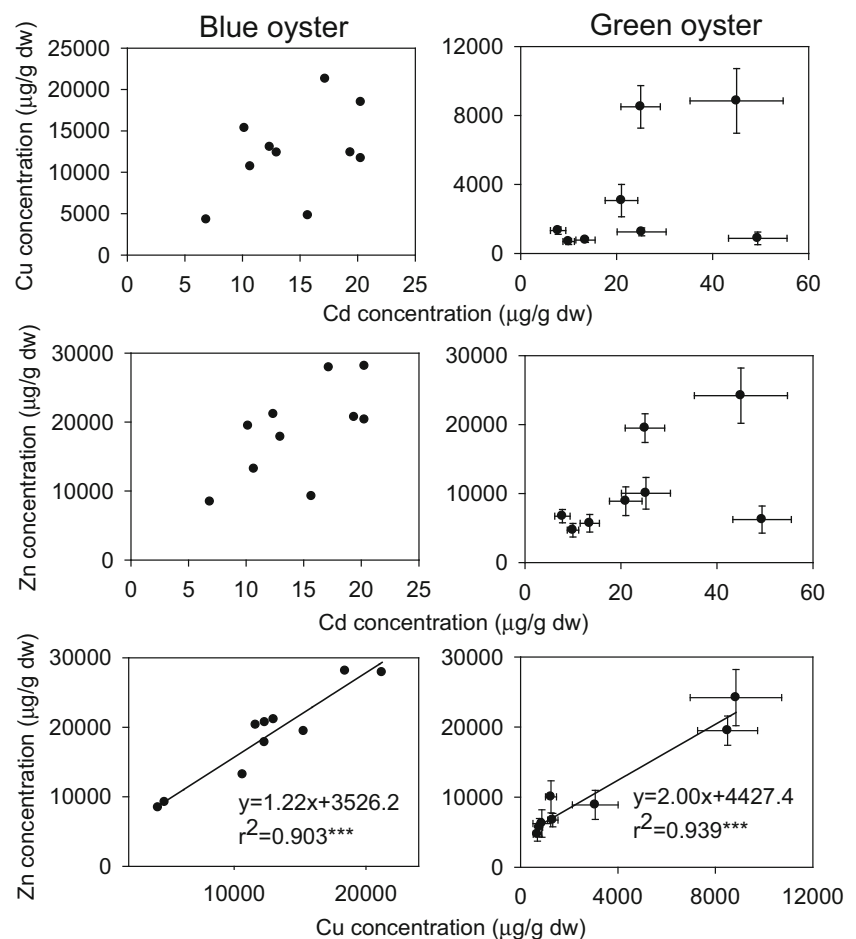 Blue oyster
Green oyster
Cu concentration (µg/g dw)
25000
20000
15000
10000
5000
0
0 5 10 15 20 25
12000
8000
4000
0
0 20 40 60
Cd concentration (µg/g dw)
Zn concentration (µg/g dw)
30000
20000
10000
0
0 5 10 15 20 25
30000
20000
10000
0
0 20 40 60
Cd concentration (µg/g dw)
Zn concentration (µg/g dw)
30000
20000
10000
0
y=1.22x+3526.2
r²=0.903***
10000 20000
30000
20000
10000
0
y=2.00x+4427.4
r²=0.939***
0 4000 8000 12000
Cu concentration (µg/g dw)